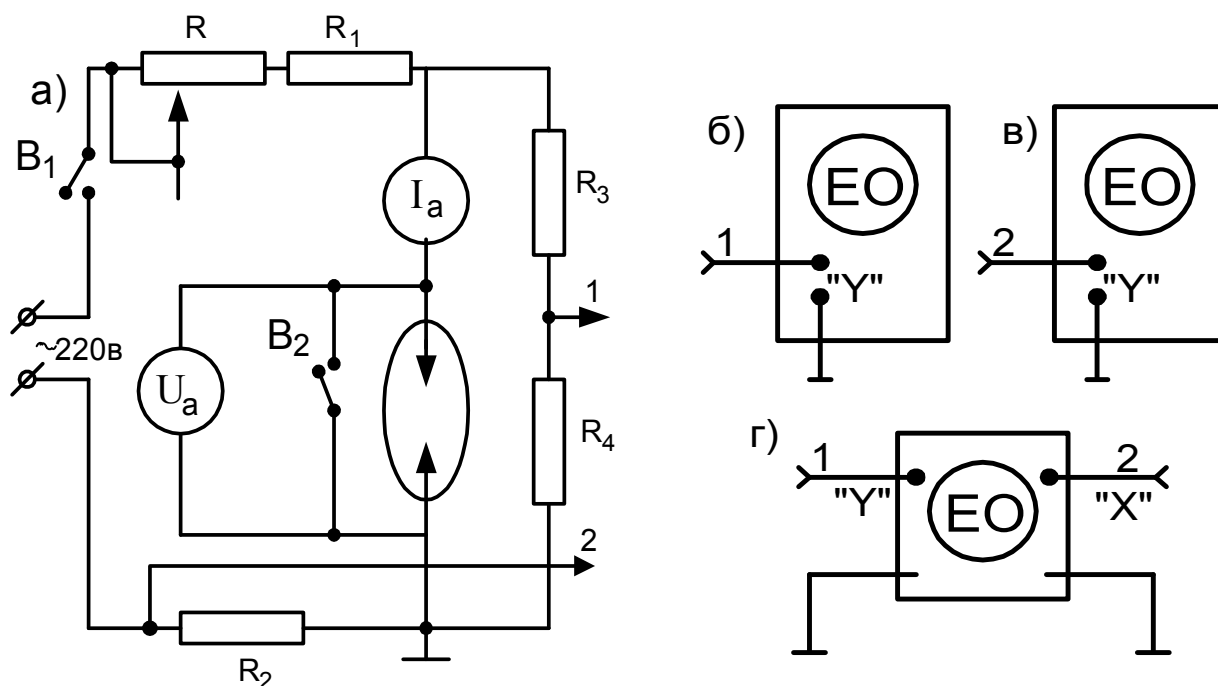 а)
R
R1
B1
Ia
R3
1
~220в
B2
Ua
R4
2
R2
б)
EO
1
"Y"
в)
EO
2
"Y"
г)
1
"Y"
EO
2
"X"